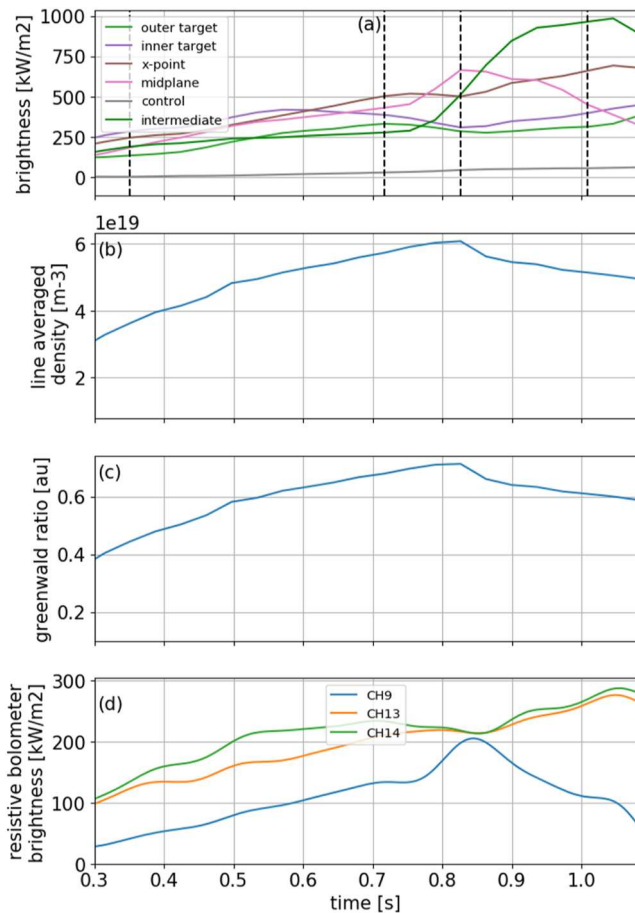 (a)
brightness [kW/m2]
1000
750
500
250
0
outer target
inner target
x-point
midplane
control
intermediate
1e19
(b)
line averaged
density [m-3]
6
4
2
(c)
greenwald ratio [au]
0.6
0.4
0.2
(d)
resistive bolometer
brightness [kW/m2]
300
200
100
0
CH9
CH13
CH14
0.3 0.4 0.5 0.6 0.7 0.8 0.9 1.0
time [s]